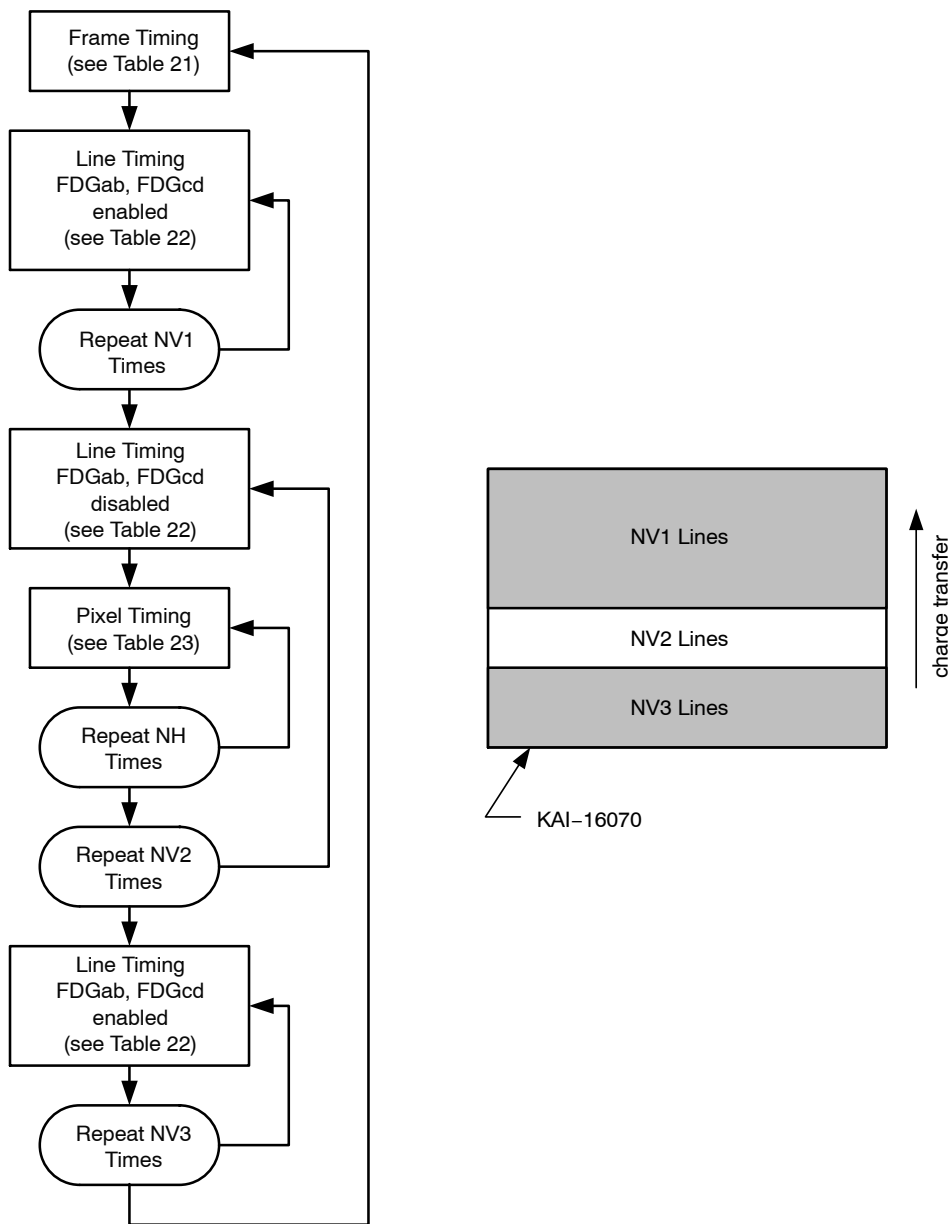 Frame Timing
(see Table 21)
Line Timing
FDGab, FDGcd
enabled
(see Table 22)
Repeat NV1
Times
Line Timing
FDGab, FDGcd
disabled
(see Table 22)
Pixel Timing
(see Table 23)
Repeat NH
Times
Repeat NV2
Times
Line Timing
FDGab, FDGcd
enabled
(see Table 22)
Repeat NV3
Times
NV1 Lines
NV2 Lines
NV3 Lines
charge transfer
KAI−16070